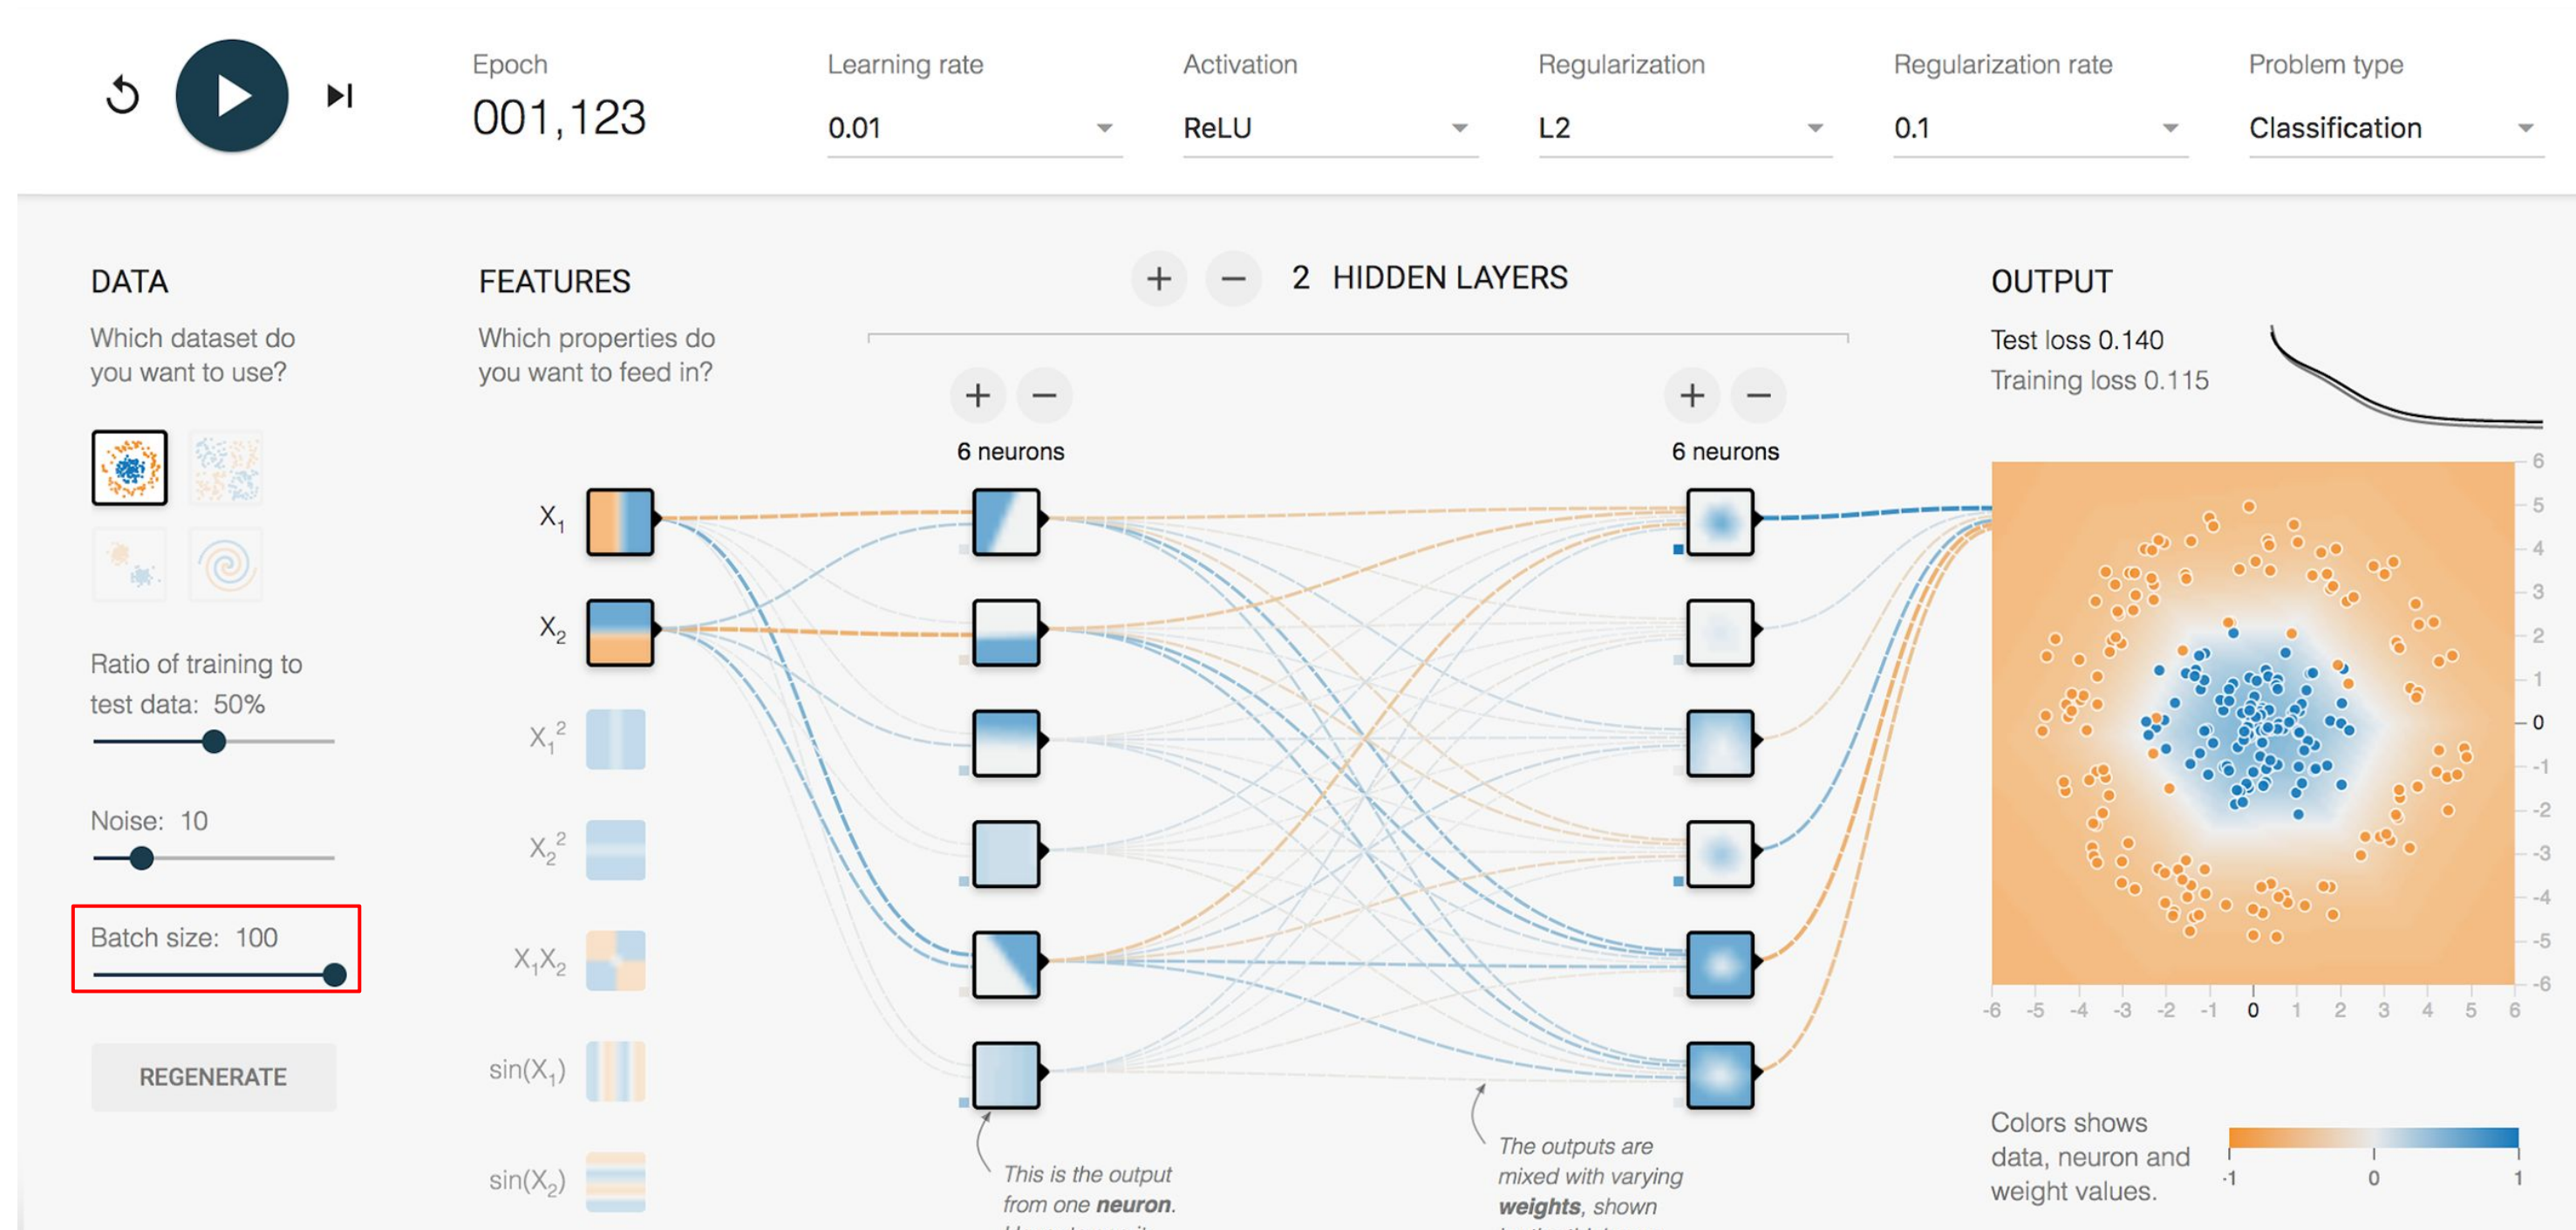 Epoch
001,123
Learning rate
0.01
Activation
ReLU
Regularization
L2
Regularization rate
0.1
Problem type
Classification
DATA
Which dataset do
you want to use?
Ratio of training to
test data: 50%
Noise: 10
Batch size: 100
REGENERATE
FEATURES
Which properties do
you want to feed in?
X1
X2
X1²
X2²
X1X2
sin(X1)
sin(X2)
+ − 2 HIDDEN LAYERS
+ −
6 neurons
+ −
6 neurons
This is the output
from one neuron.
The outputs are
mixed with varying
weights, shown
OUTPUT
Test loss 0.140
Training loss 0.115
6
5
4
3
2
1
0
-1
-2
-3
-4
-5
-6
-6 -5 -4 -3 -2 -1 0 1 2 3 4 5 6
Colors shows
data, neuron and
weight values.
-1 0 1